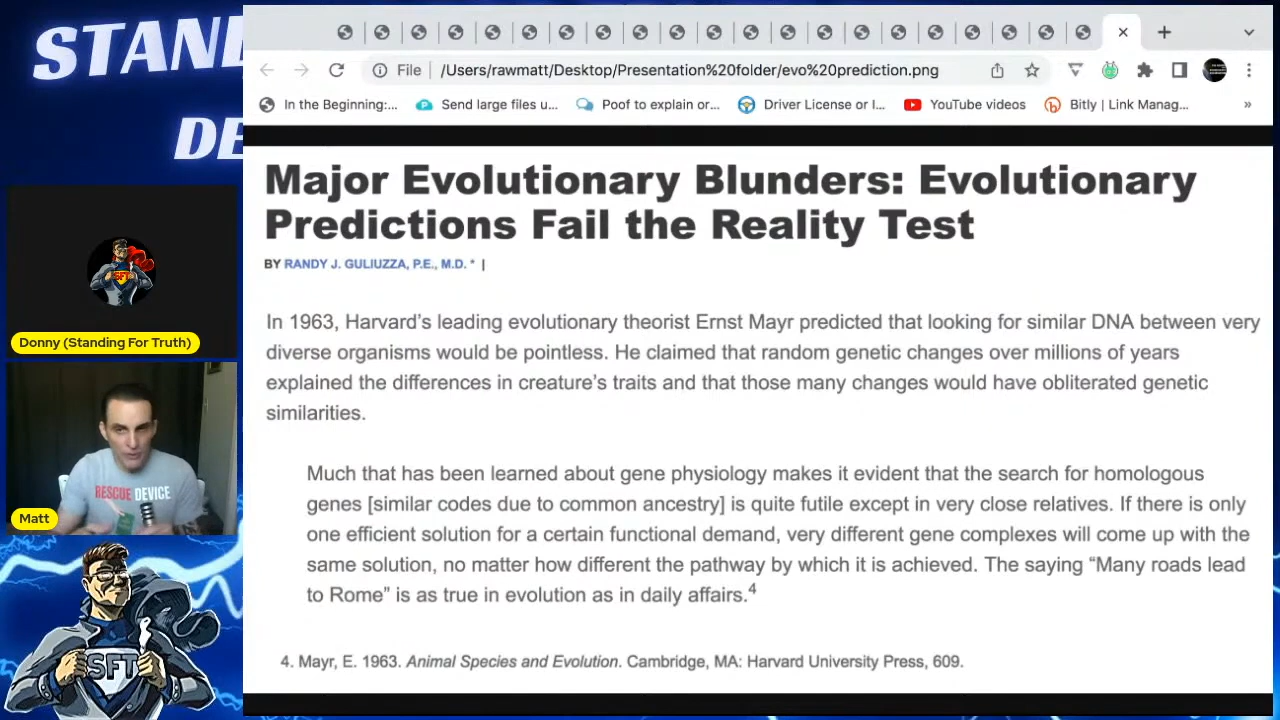 STAND
DE
File
/Users/rawmatt/Desktop/Presentation%20folder/evo%20prediction.png
In the Beginning:...
Send large files u...
Poof to explain or...
Driver License or I...
YouTube videos
Bitly | Link Manag...
»
Major Evolutionary Blunders: Evolutionary
Predictions Fail the Reality Test
BY RANDY J. GULIUZZA, P.E., M.D. * |
In 1963, Harvard's leading evolutionary theorist Ernst Mayr predicted that looking for similar DNA between very
diverse organisms would be pointless. He claimed that random genetic changes over millions of years
explained the differences in creature's traits and that those many changes would have obliterated genetic
similarities.
Much that has been learned about gene physiology makes it evident that the search for homologous
genes [similar codes due to common ancestry] is quite futile except in very close relatives. If there is only
one efficient solution for a certain functional demand, very different gene complexes will come up with the
same solution, no matter how different the pathway by which it is achieved. The saying “Many roads lead
to Rome” is as true in evolution as in daily affairs.4
4. Mayr, E. 1963. Animal Species and Evolution. Cambridge, MA: Harvard University Press, 609.
SFT
Donny (Standing For Truth)
RESCUE DEVICE
Matt
SFT